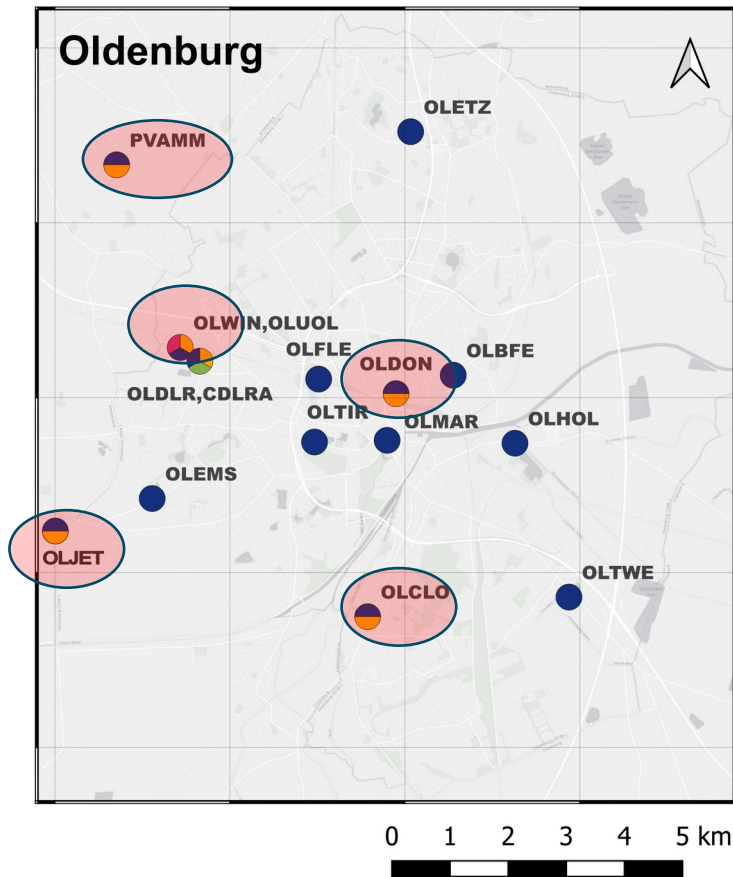 Oldenburg
OLETZ
PVAMM
OLWIN,OLUOL
OLFLE
OLDON
OLBFE
OLDLR,CDLRA
OLTIR
OLMAR
OLHOL
OLEMS
OLJET
OLCLO
OLTWE
0 1 2 3 4 5 km